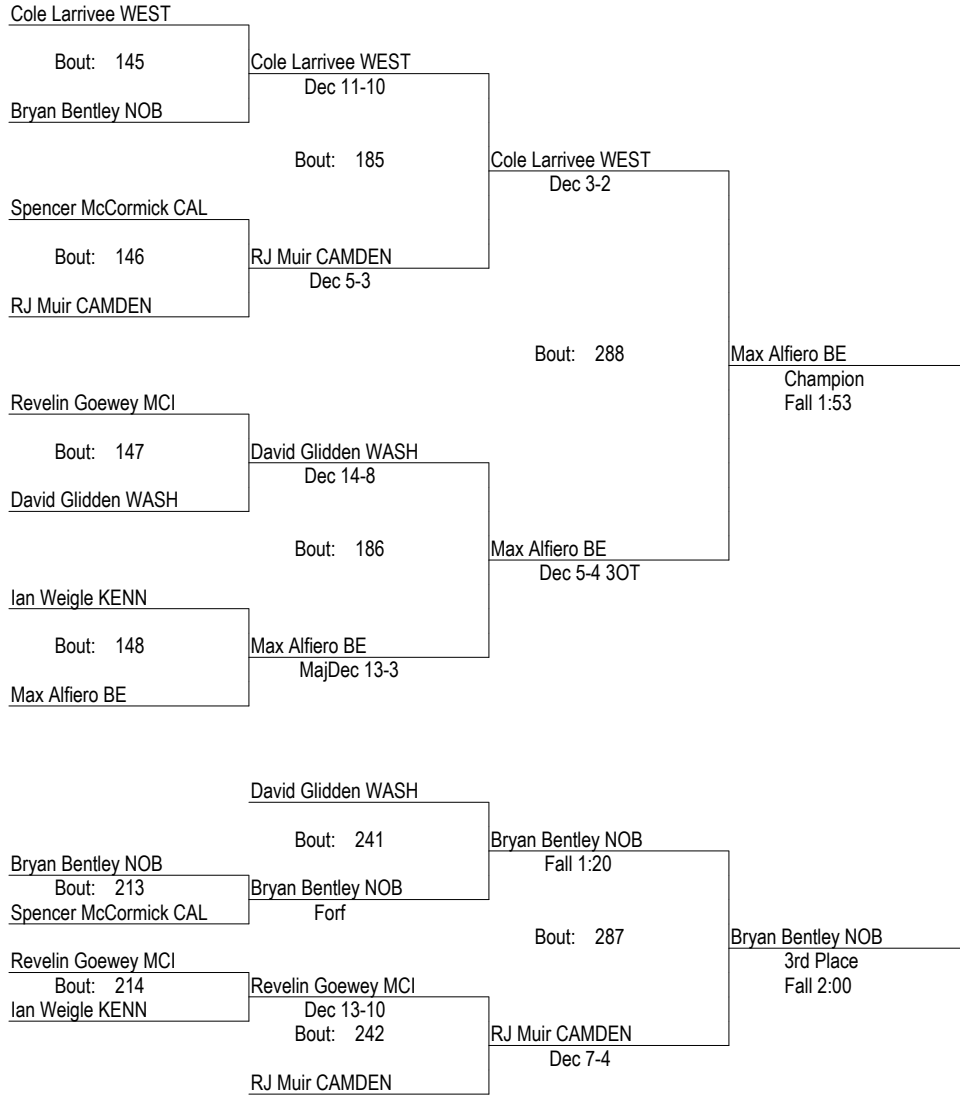 Cole Larrivee WEST
Bout: 145
Cole Larrivee WEST
Dec 11-10
Bryan Bentley NOB
Bout: 185
Cole Larrivee WEST
Dec 3-2
Spencer McCormick CAL
Bout: 146
RJ Muir CAMDEN
Dec 5-3
RJ Muir CAMDEN
Bout: 288
Max Alfiero BE
Champion
Fall 1:53
Revelin Goewey MCI
Bout: 147
David Glidden WASH
Dec 14-8
David Glidden WASH
Bout: 186
Max Alfiero BE
Dec 5-4 3OT
Ian Weigle KENN
Bout: 148
Max Alfiero BE
MajDec 13-3
Max Alfiero BE
David Glidden WASH
Bout: 241
Bryan Bentley NOB
Fall 1:20
Bryan Bentley NOB
Bout: 213
Bryan Bentley NOB
Forf
Spencer McCormick CAL
Bout: 287
Bryan Bentley NOB
3rd Place
Fall 2:00
Revelin Goewey MCI
Bout: 214
Revelin Goewey MCI
Dec 13-10
Ian Weigle KENN
Bout: 242
RJ Muir CAMDEN
Dec 7-4
RJ Muir CAMDEN